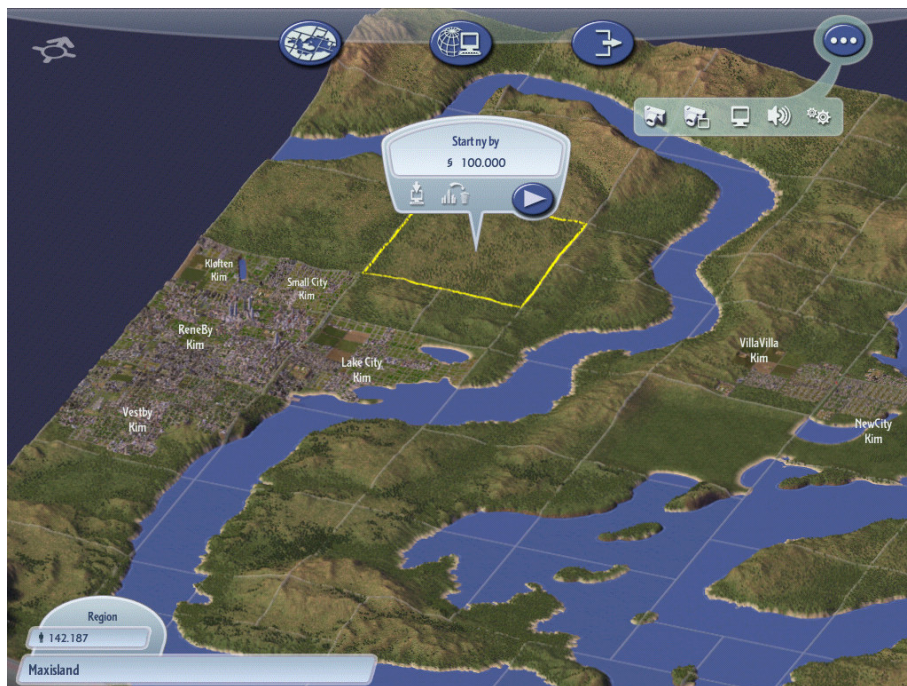 Start ny by
§ 100.000
Kløften
Kim
Small City
Kim
ReneBy
Kim
Lake City
Kim
VillaVilla
Kim
Vestby
Kim
NewCity
Kim
Region
142.187
Maxisland